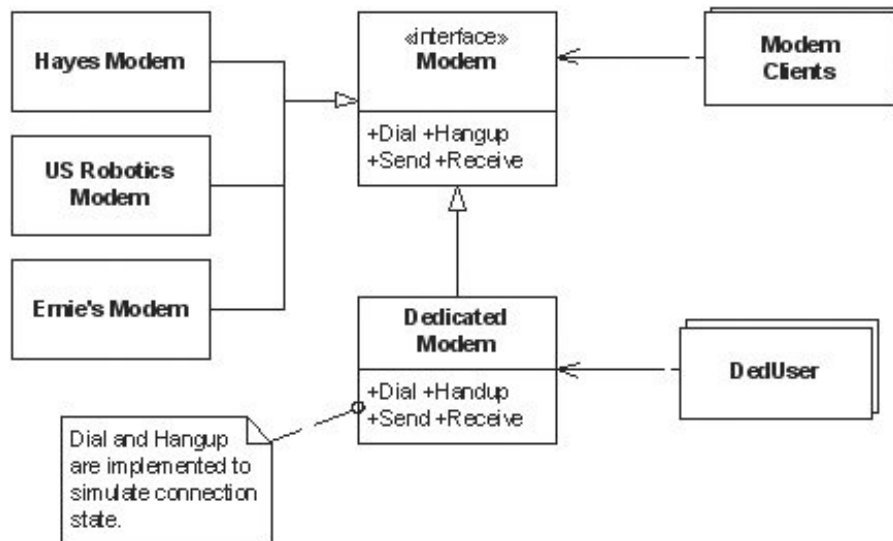 Hayes Modem
US Robotics
Modem
Ernie's Modem
«interface»
Modem
+Dial +Hangup
+Send +Receive
Modem
Clients
Dedicated
Modem
+Dial +Handup
+Send +Receive
DedUser
Dial and Hangup
are implemented to
simulate connection
state.